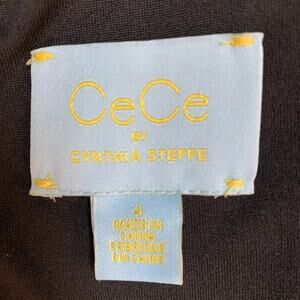 CeCe
BY
CYNTHIA STEFFE
4
MADE IN
CHINA
FABRIQUÉ
EN CHINE